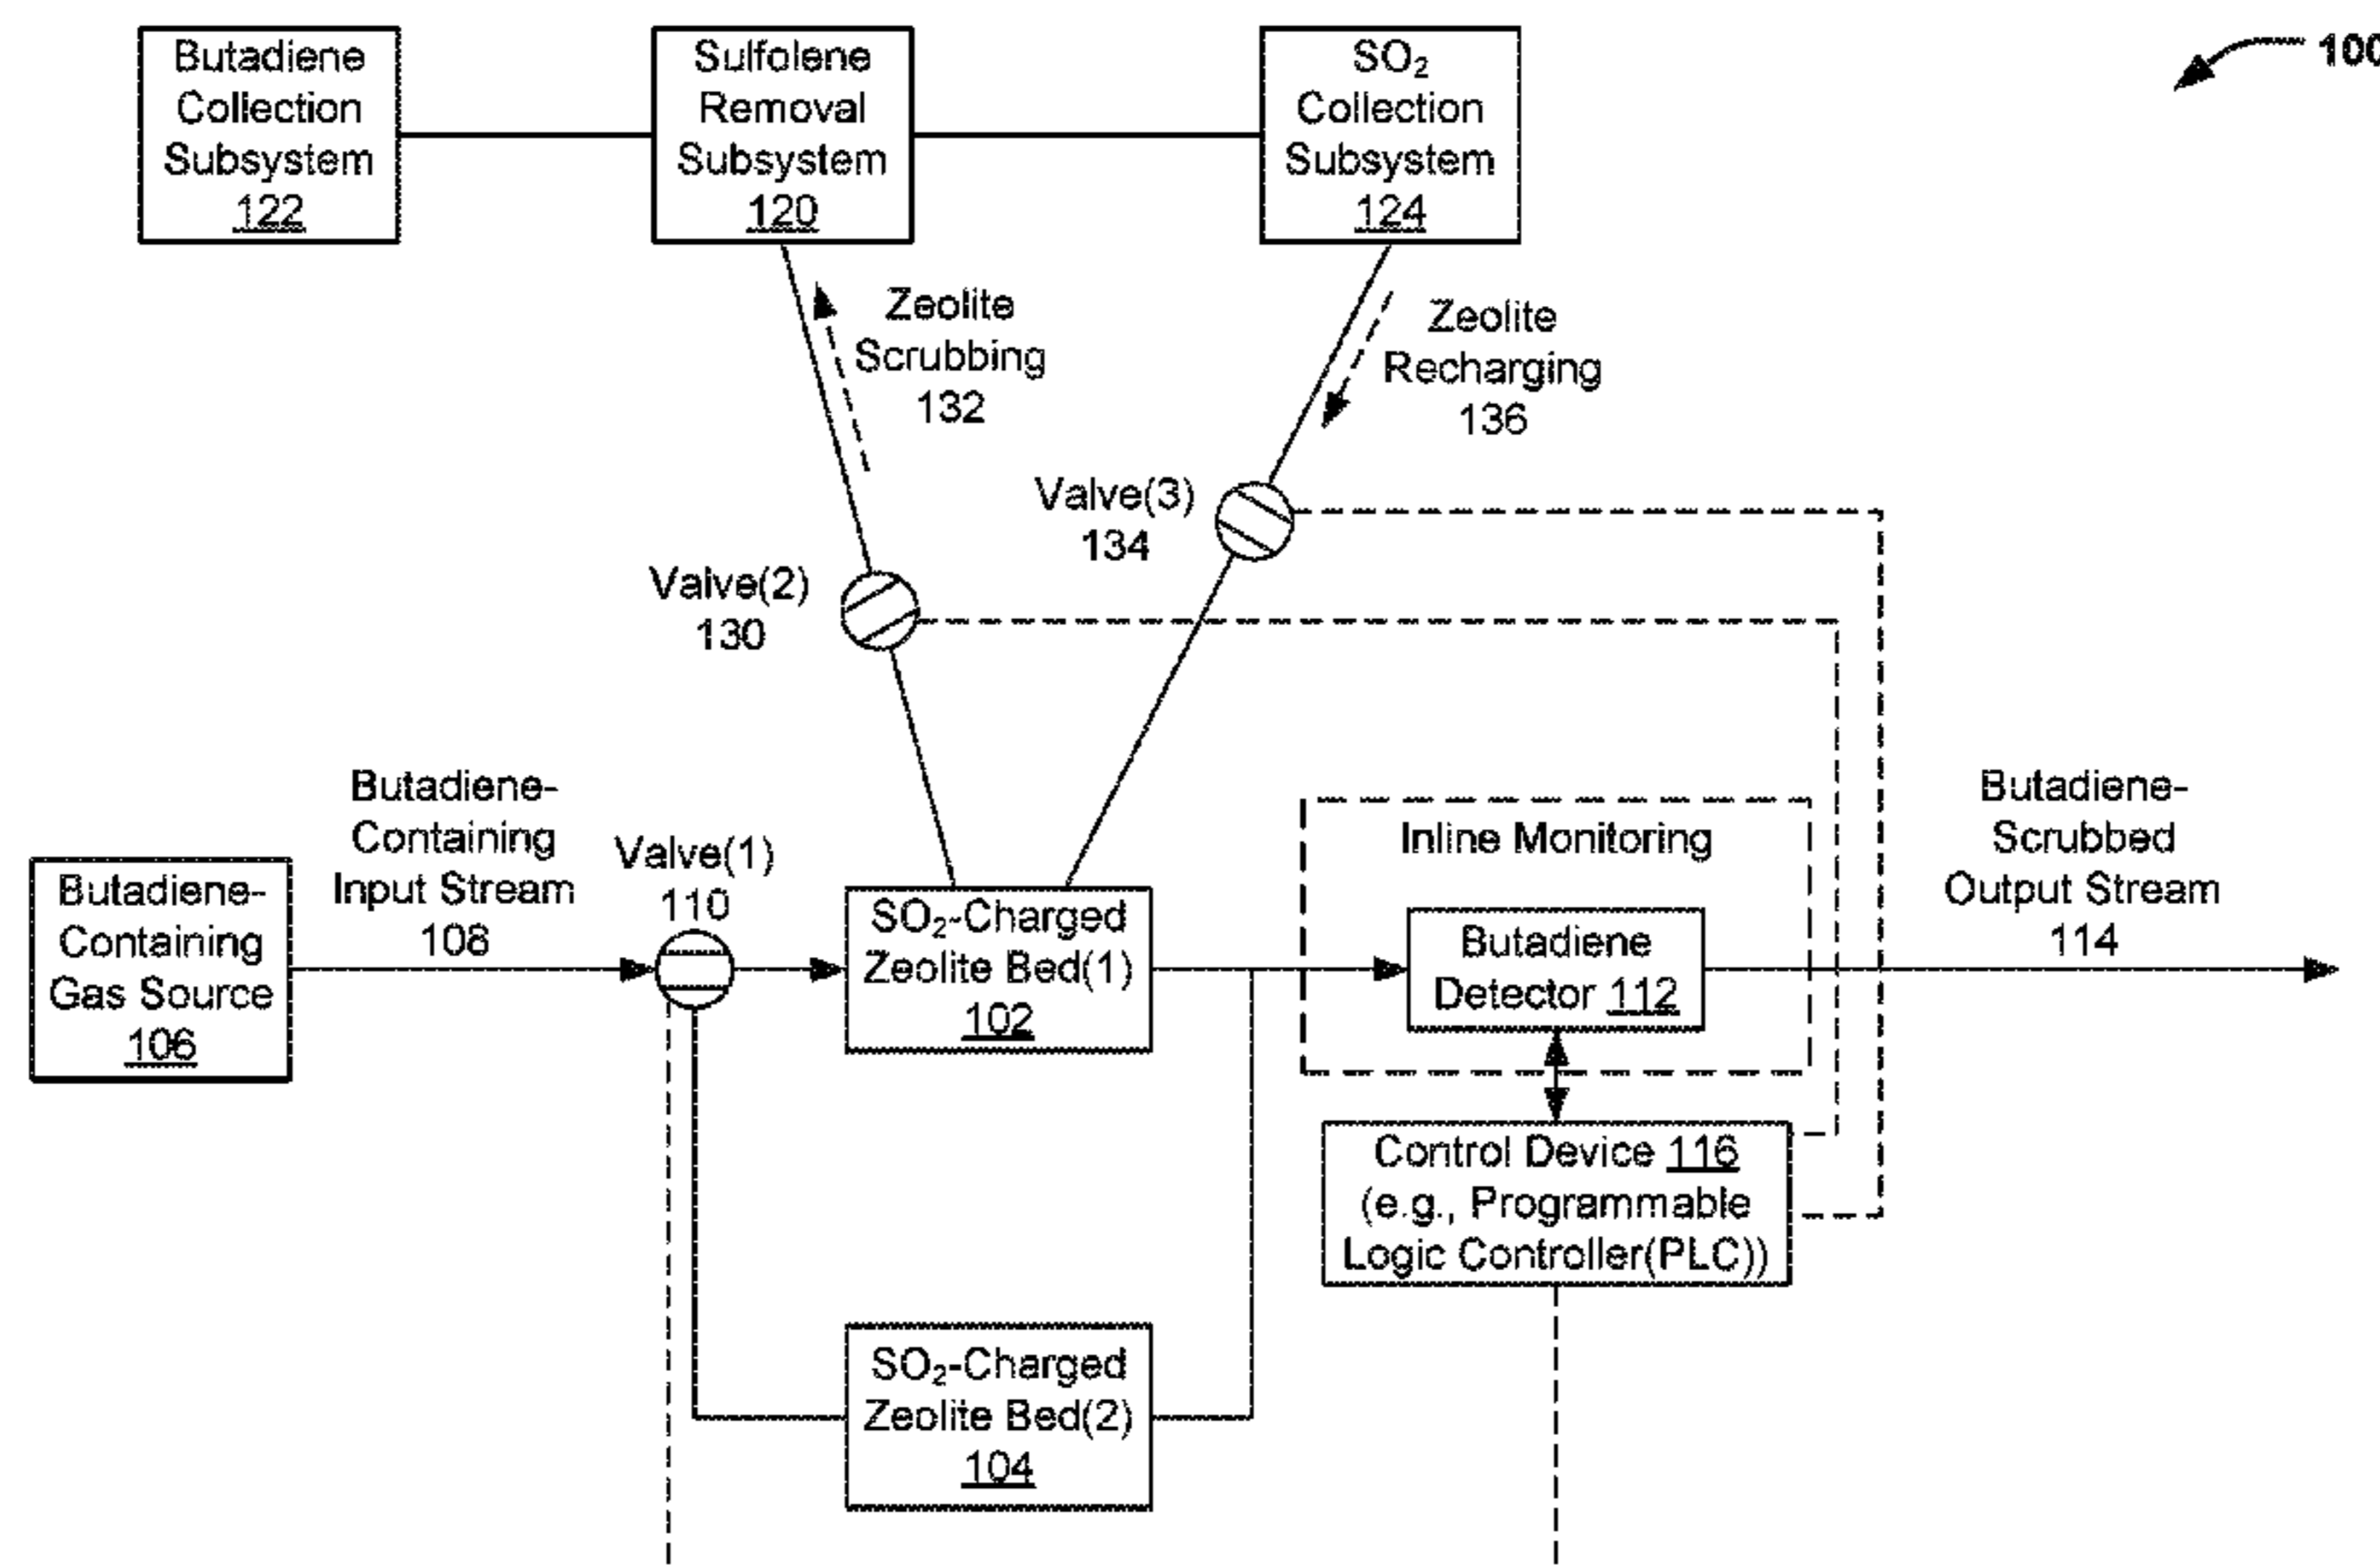 Butadiene
Collection
Subsystem
122
Sulfolene
Removal
Subsystem
120
SO₂
Collection
Subsystem
124
100
Zeolite
Scrubbing
132
Zeolite
Recharging
136
Valve(3)
134
Valve(2)
130
Butadiene-
Containing
Gas Source
106
Butadiene-
Containing
Input Stream
108
Valve(1)
110
SO₂-Charged
Zeolite Bed(1)
102
Inline Monitoring
Butadiene
Detector 112
Butadiene-
Scrubbed
Output Stream
114
Control Device 116
(e.g., Programmable
Logic Controller(PLC))
SO₂-Charged
Zeolite Bed(2)
104